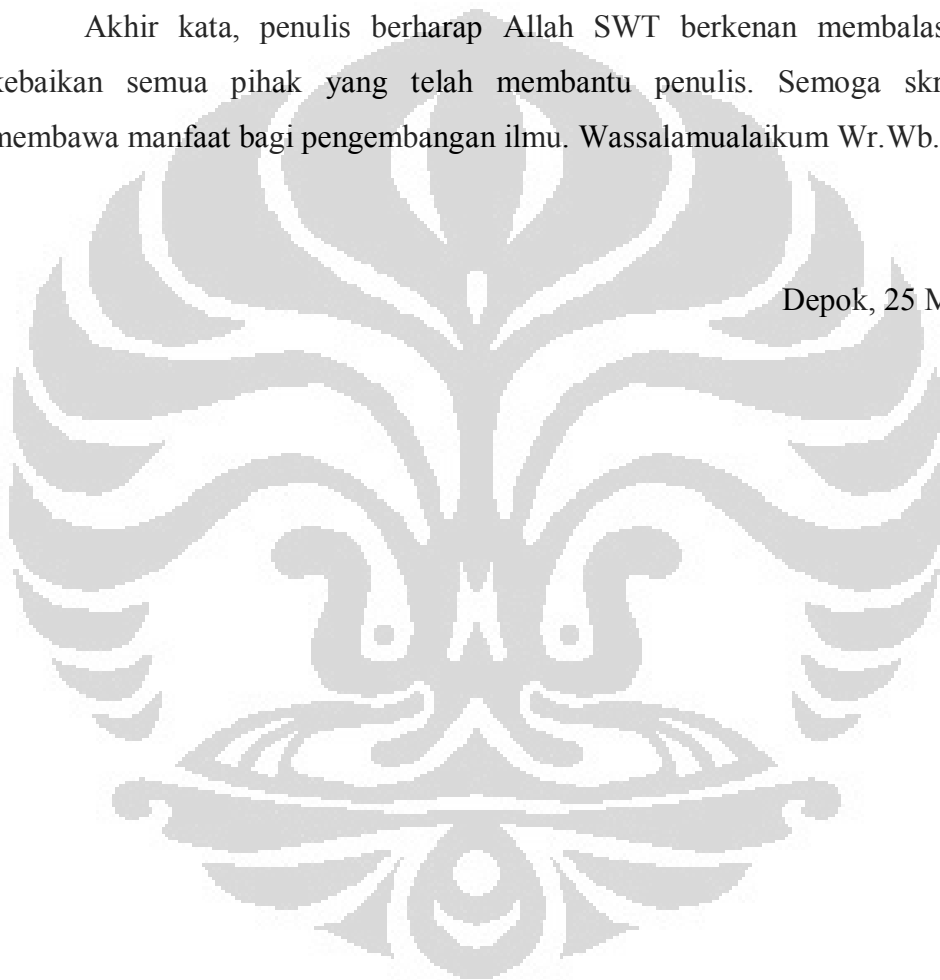 Akhir kata, penulis berharap Allah SWT berkenan membalas
kebaikan semua pihak yang telah membantu penulis. Semoga
membawa manfaat bagi pengembangan ilmu. Wassalamualaikum Wr.Wb.
Depok, 25